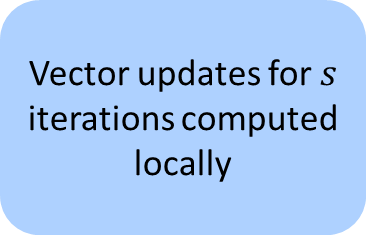 Vector updates for s
iterations computed
locally